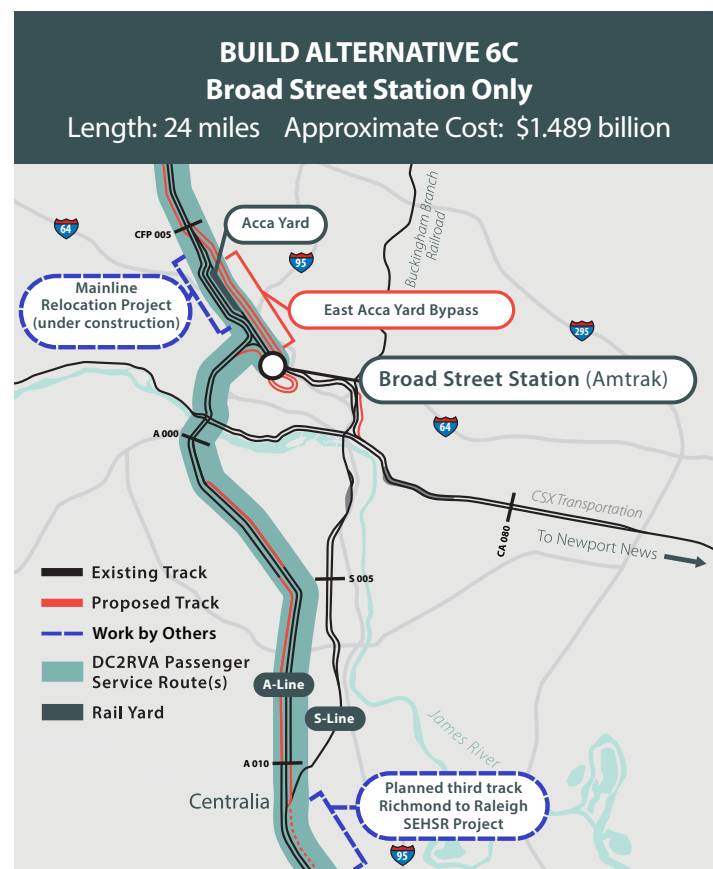 BUILD ALTERNATIVE 6C
Broad Street Station Only
Length: 24 miles Approximate Cost: $1.489 billion
Buckingham Branch
Railroad
64
CFP 005
Acca Yard
95
Mainline
Relocation Project
(under construction)
East Acca Yard Bypass
295
Broad Street Station (Amtrak)
64
A 000
CSX Transportation
CA 080
To Newport News
Existing Track
S 005
Proposed Track
Work by Others
DC2RVA Passenger
Service Route(s)
A-Line
Rail Yard
S-Line
James River
A 010
Centralia
Planned third track
Richmond to Raleigh
SEHSR Project
95